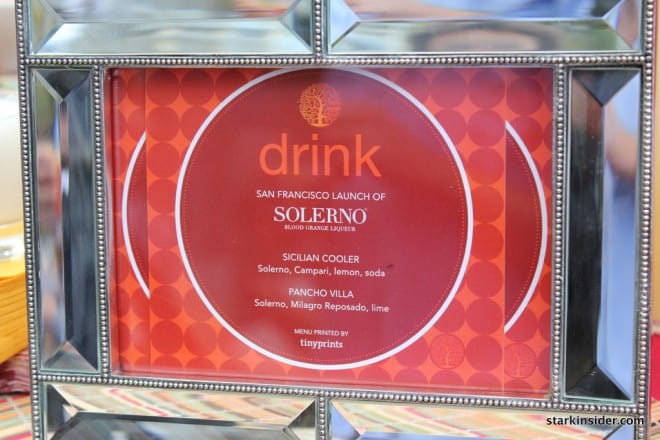 drink
SAN FRANCISCO LAUNCH OF
SOLERNO
BLOOD ORANGE LIQUEUR
SICILIAN COOLER
Solerno, Campari, lemon, soda
PANCHO VILLA
Solerno, Milagro Reposado, lime
MENU PRINTED BY
tinyprints
starkinsider.com